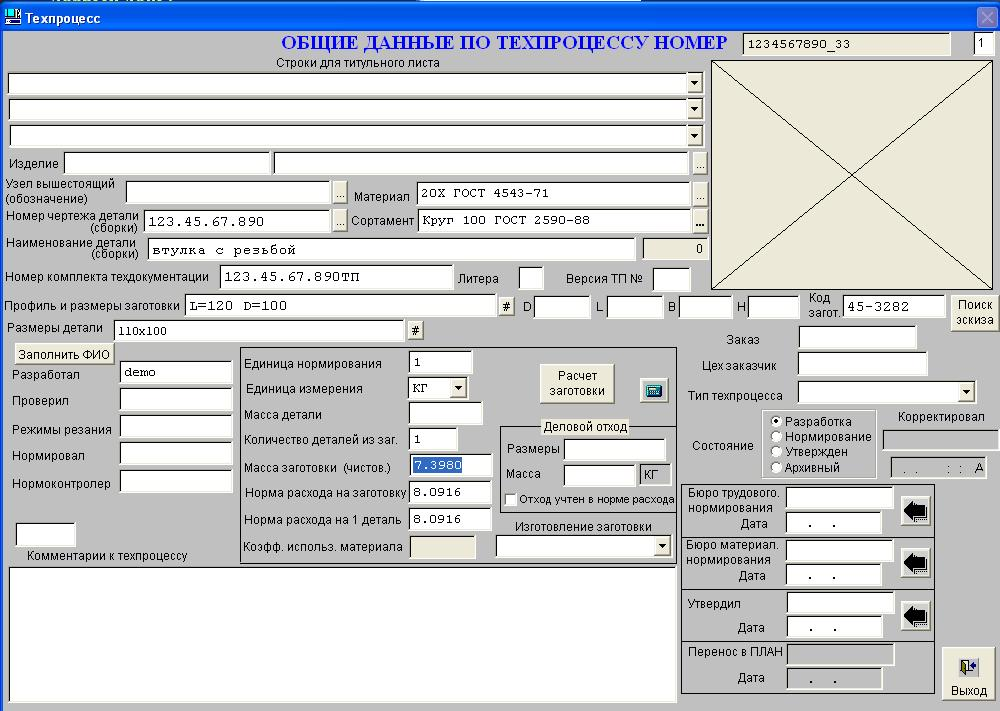 Техпроцесс
ОБЩИЕ ДАННЫЕ ПО ТЕХПРОЦЕССУ НОМЕР 1234567890_33 1
Строки для титульного листа
Изделие ...
Узел вышестоящий
(обозначение) ... Материал 20Х ГОСТ 4543-71 ...
Номер чертежа детали
(сборки) 123.45.67.890 ... Сортамент Круг 100 ГОСТ 2590-88 ...
Наименование детали
(сборки) втулка с резьбой 0
Номер комплекта техдокументации 123.45.67.890ТП Литера Версия ТП №
Профиль и размеры заготовки L=120 D=100 # D L B H Код
загот. 45-3282 Поиск
эскиза
Размеры детали 110х100 #
Заказ
Цех заказчик
Тип техпроцесса
Заполнить ФИО
Разработал demo
Проверил
Режимы резания
Нормировал
Нормоконтролер
Единица нормирования 1
Единица измерения КГ
Масса детали
Количество деталей из заг. 1
Масса заготовки (чистов.) 7.3980
Норма расхода на заготовку 8.0916
Норма расхода на 1 деталь 8.0916
Коэфф. использ. материала
Расчет
заготовки
Деловой отход
Размеры
Масса КГ
Отход учтен в норме расхода
Изготовление заготовки
Состояние
Разработка
Нормирование
Утвержден
Архивный
Корректировал
. . : : А
Бюро трудового.
нормирования
Дата . .
Бюро материал.
нормирования
Дата . .
Утвердил
Дата . .
Перенос в ПЛАН
Дата . .
Комментарии к техпроцессу
Выход